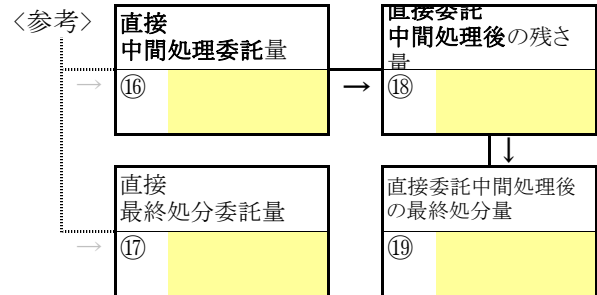 〈参考〉
直接
中間処理委託量
→
⑯
→
直接委託
中間処理後の残さ
量
⑱
↓
直接
最終処分委託量
→
⑰
直接委託中間処理後
の最終処分量
⑲